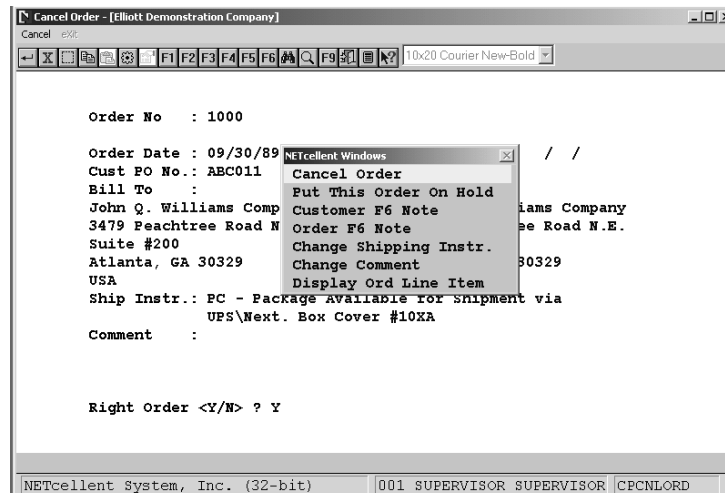 Cancel Order - [Elliott Demonstration Company]
Cancel eXit
X F1 F2 F3 F4 F5 F6 F9 10x20 Courier New-Bold
Order No : 1000
Order Date : 09/30/89 / /
Cust PO No.: ABC011
Bill To :
John Q. Williams Comp iams Company
3479 Peachtree Road N ee Road N.E.
Suite #200
Atlanta, GA 30329 30329
USA
Ship Instr.: PC - Package Available for Shipment via
UPS\Next. Box Cover #10XA
Comment :
Right Order <Y/N> ? Y
NETcellent Windows
Cancel Order
Put This Order On Hold
Customer F6 Note
Order F6 Note
Change Shipping Instr.
Change Comment
Display Ord Line Item
NETcellent System, Inc. (32-bit) 001 SUPERVISOR SUPERVISOR CPCNLORD